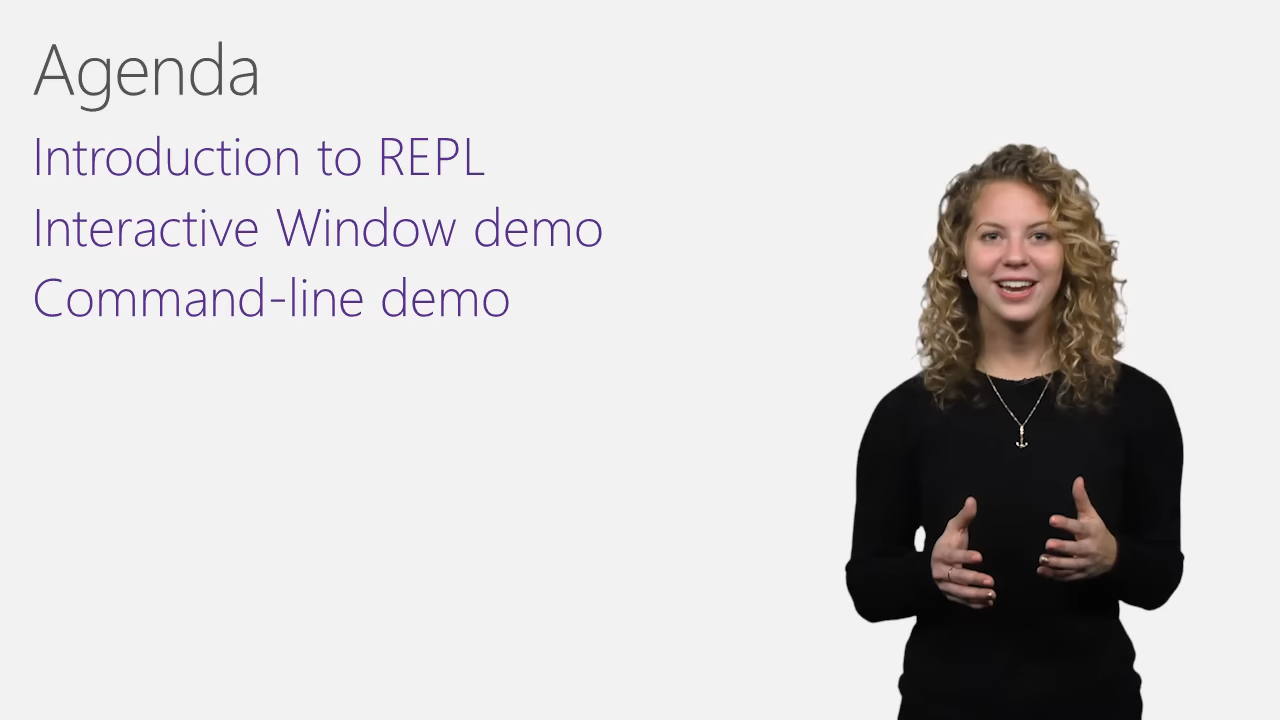 Agenda
Introduction to REPL
Interactive Window demo
Command-line demo